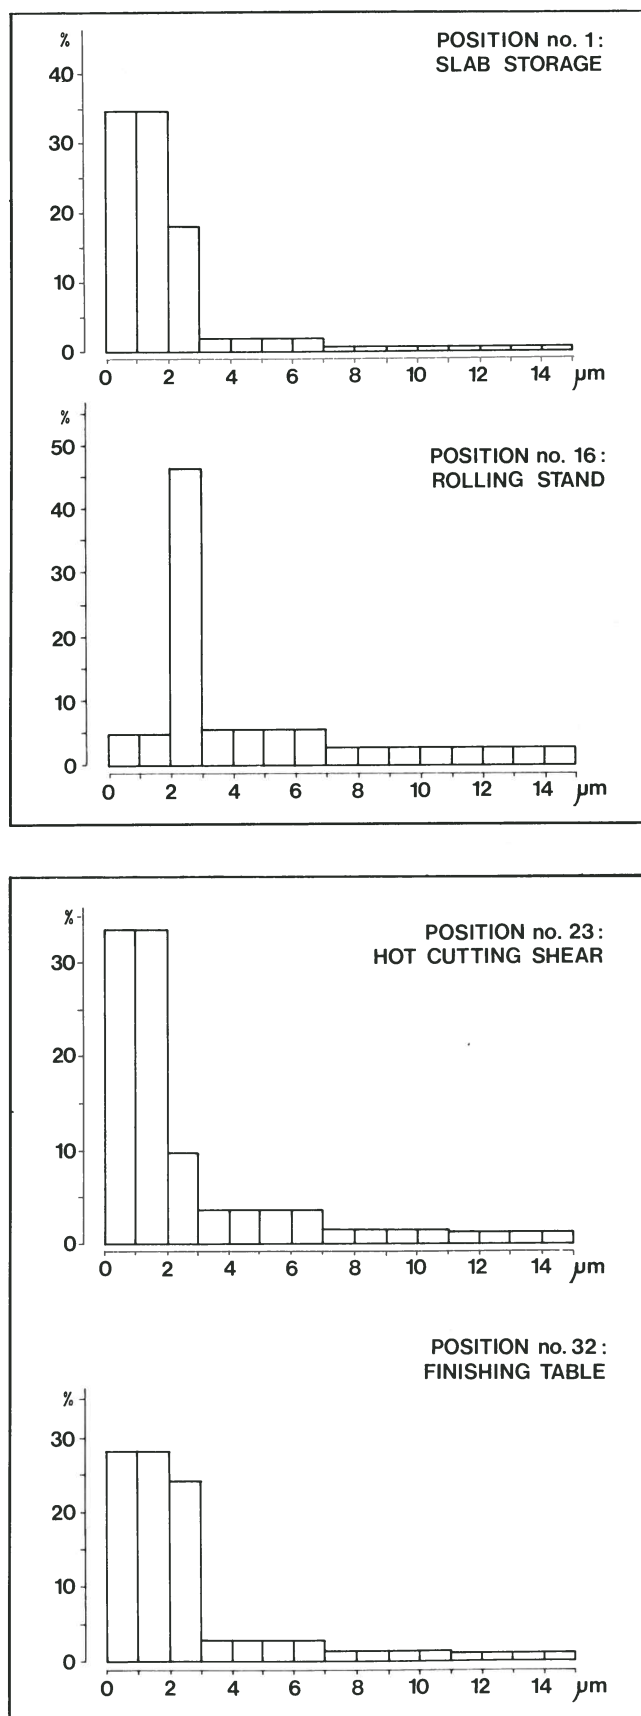 %
POSITION no. 1:
SLAB STORAGE
40
30
20
10
0
0 2 4 6 8 10 12 14 µm
%
POSITION no. 16:
ROLLING STAND
50
40
30
20
10
0
0 2 4 6 8 10 12 14 µm
%
POSITION no. 23:
HOT CUTTING SHEAR
30
20
10
0
0 2 4 6 8 10 12 14 µm
POSITION no. 32:
FINISHING TABLE
%
30
20
10
0
0 2 4 6 8 10 12 14 µm